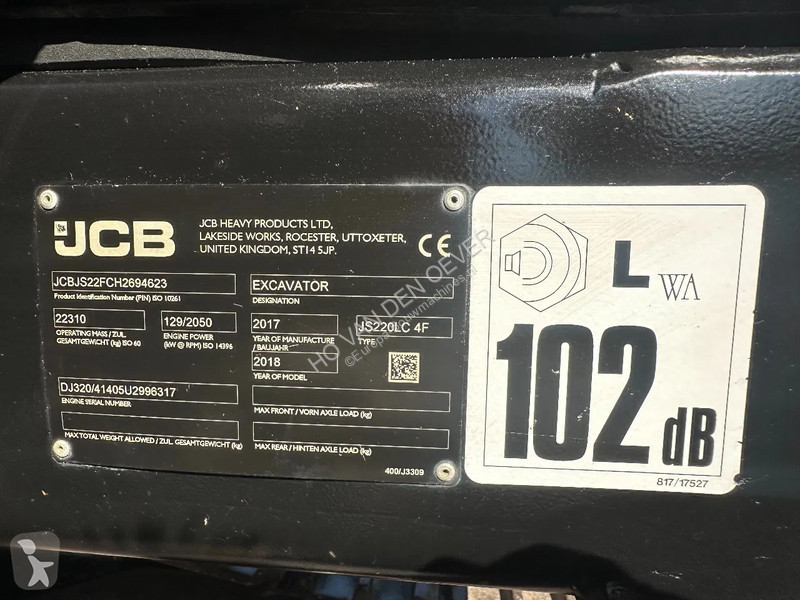 JCB
JCB HEAVY PRODUCTS LTD,
LAKESIDE WORKS, ROCESTER, UTTOXETER,
UNITED KINGDOM, ST14 5JP.
CE
JCBJS22FCH2694623
Product Identification Number (PIN) ISO 10261
EXCAVATOR
DESIGNATION
22310
OPERATING MASS / ZUL.
GESAMTGEWICHT (kg) ISO 60
129/2050
ENGINE POWER
(kW @ RPM) ISO 14396
2017
YEAR OF MANUFACTURE
/ BAUJAHR
JS220LC 4F
TYPE
2018
YEAR OF MODEL
DJ320/41405U2996317
ENGINE SERIAL NUMBER
MAX FRONT / VORN AXLE LOAD (kg)
MAX TOTAL WEIGHT ALLOWED / ZUL. GESAMTGEWICHT (kg)
MAX REAR / HINTEN AXLE LOAD (kg)
400/J3309
L WA
102 dB
817/17527
HO VAN DEN OEVER